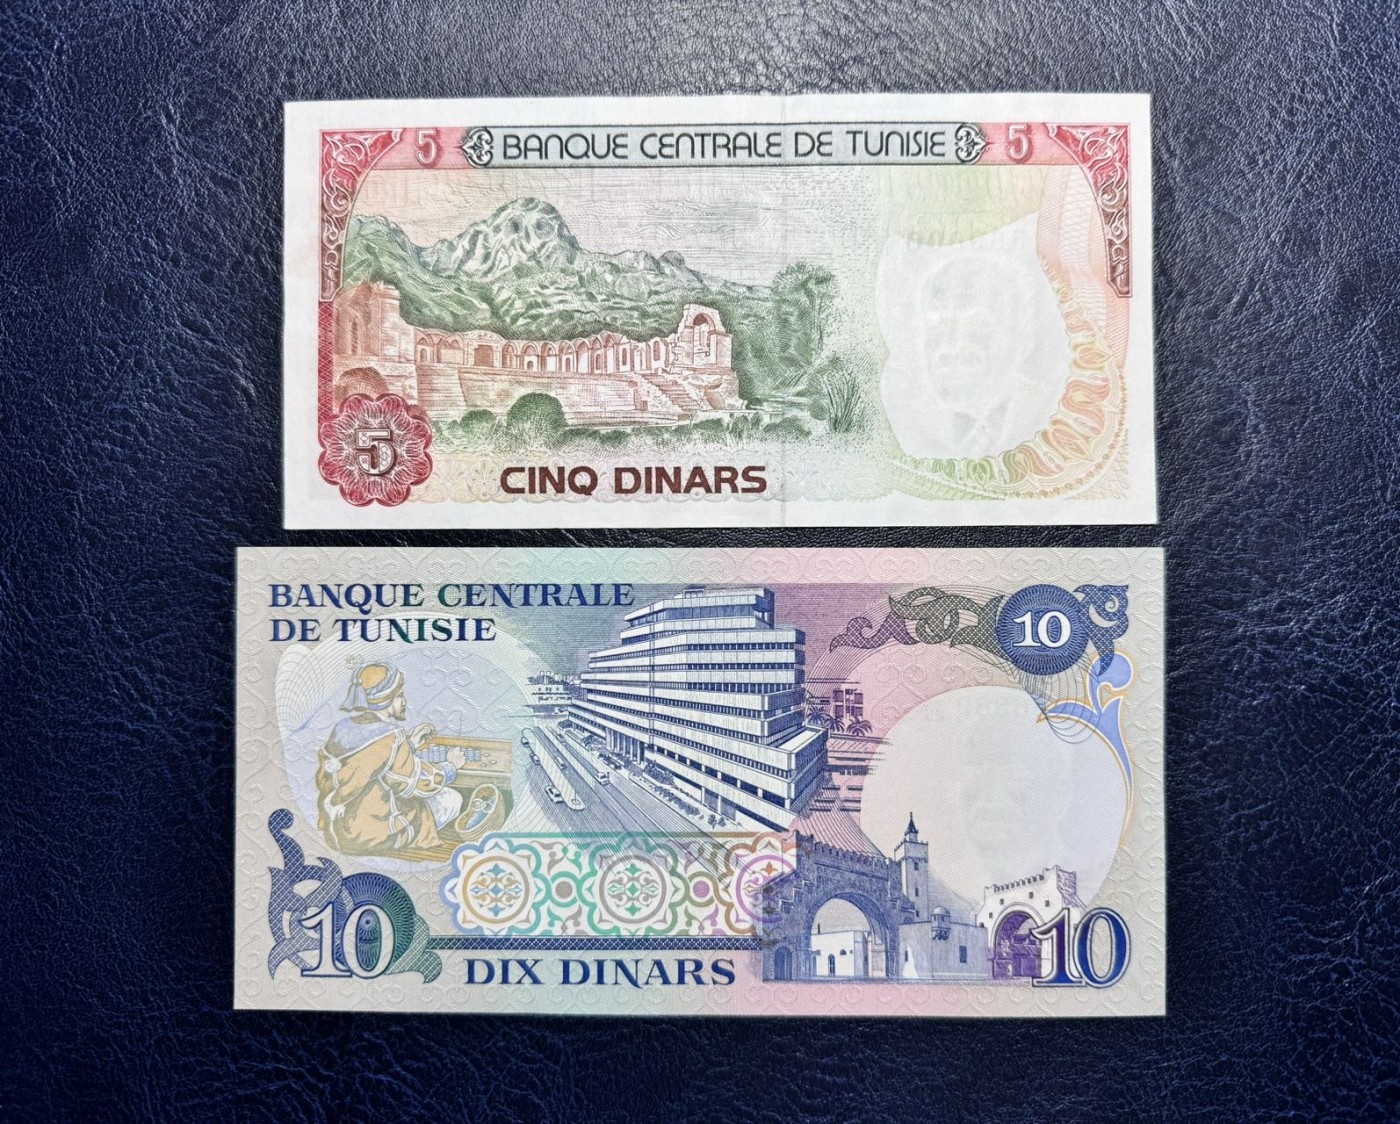 5 BANQUE CENTRALE DE TUNISIE 5
5
CINQ DINARS
BANQUE CENTRALE
DE TUNISIE
10
10
10
DIX DINARS